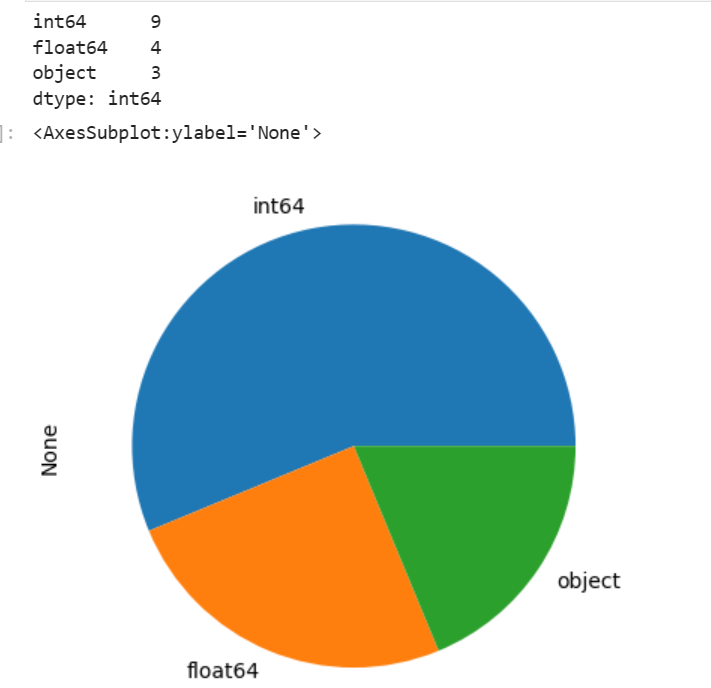 int64      9
float64    4
object     3
dtype: int64
]: <AxesSubplot:ylabel='None'>
int64
None
object
float64